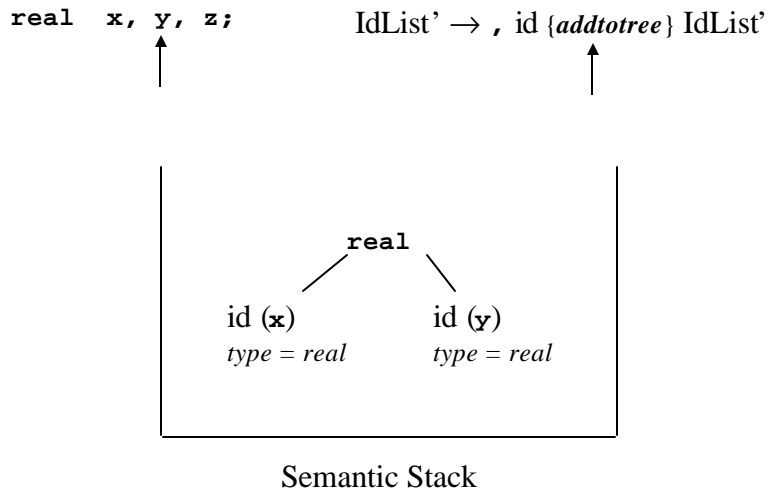 real x, y, z;
IdList’ → , id {addtotree} IdList’
real
id (x) id (y)
type = real type = real
Semantic Stack